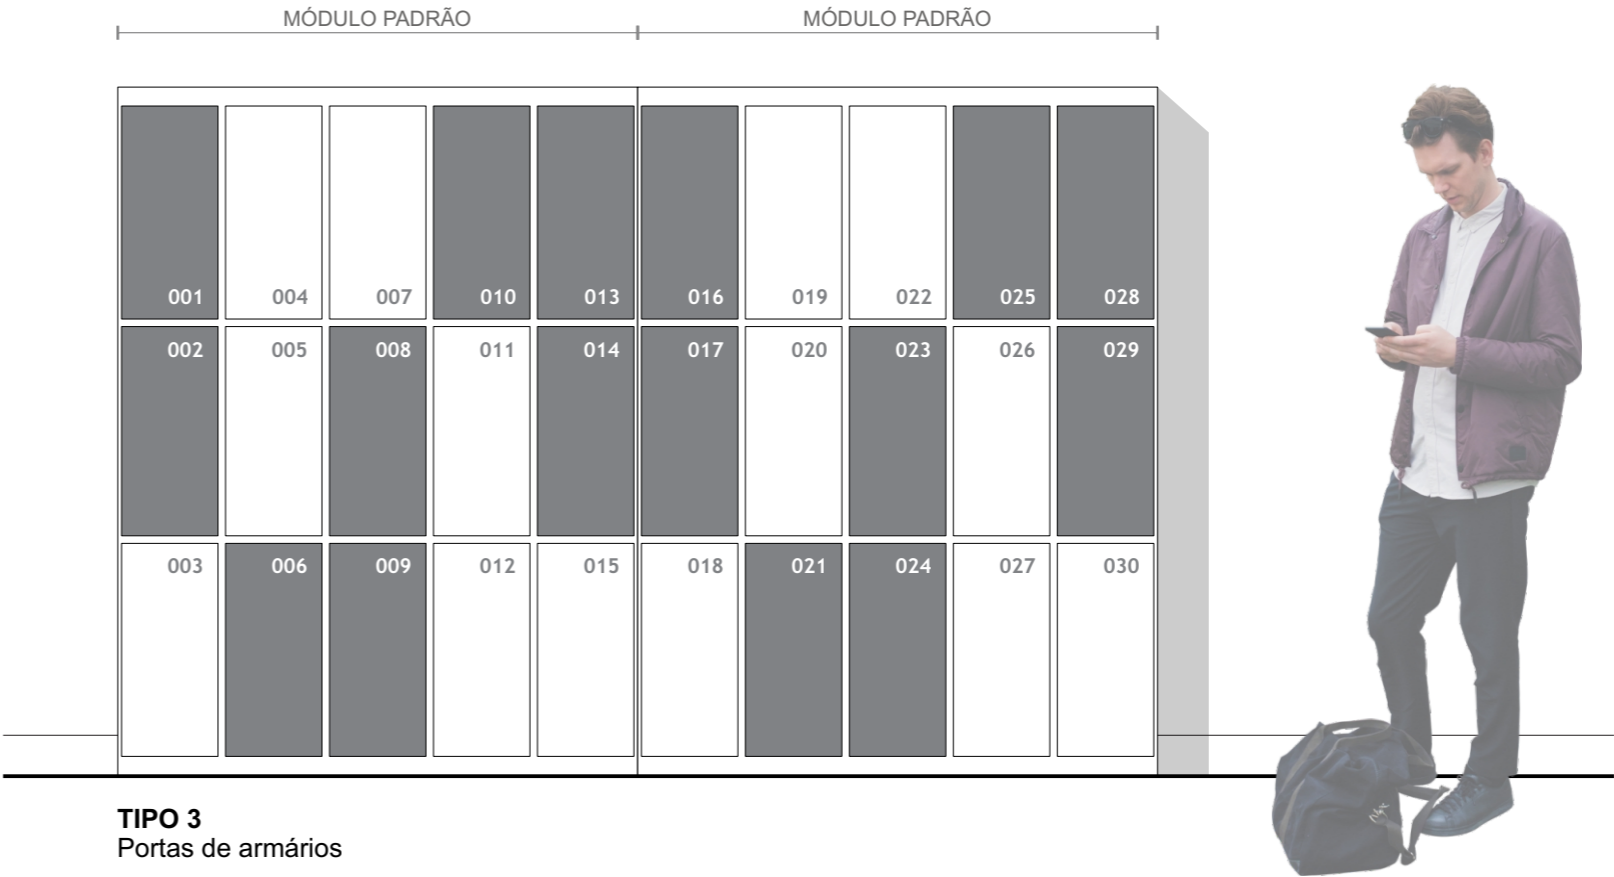 MÓDULO PADRÃO MÓDULO PADRÃO
001 004 007 010 013 016 019 022 025 028
002 005 008 011 014 017 020 023 026 029
003 006 009 012 015 018 021 024 027 030
TIPO 3
Portas de armários